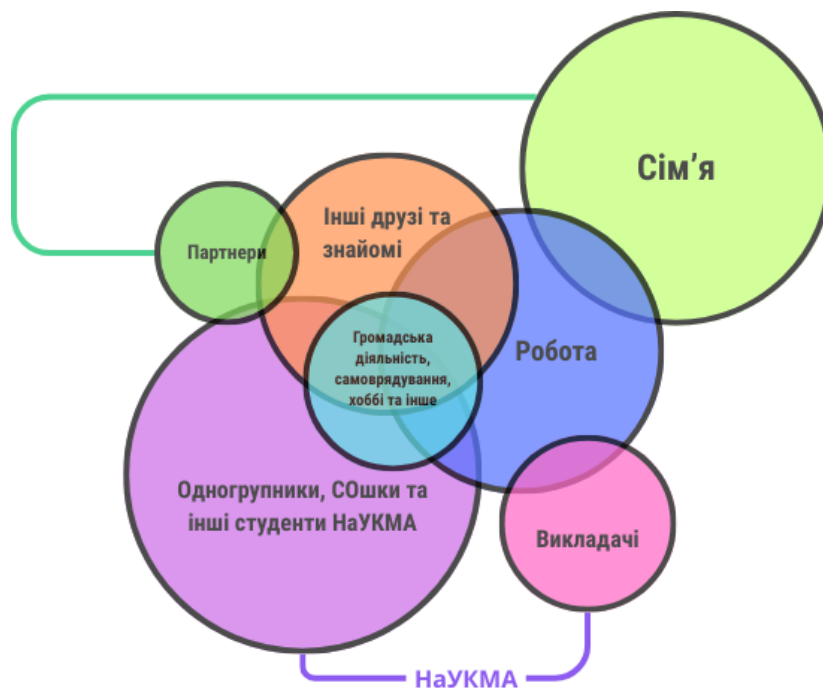 Сім’я
Інші друзі та
знайомі
Партнери
Громадська
діяльність,
самоврядування,
хоббі та інше
Робота
Одногрупники, СОшки та
інші студенти НаУКМА
Викладачі
НаУКМА